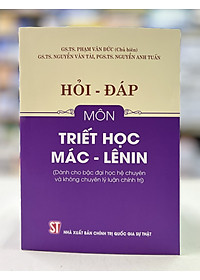 GS.TS. PHẠM VĂN ĐỨC (Chủ biên)
GS.TS. NGUYỄN VĂN TÀI, PGS.TS. NGUYỄN ANH TUẤN
HỎI - ĐÁP
MÔN
TRIẾT HỌC
MÁC - LÊNIN
(Dành cho bậc đại học hệ chuyên
và không chuyên lý luận chính trị)
ST
NHÀ XUẤT BẢN CHÍNH TRỊ QUỐC GIA SỰ THẬT